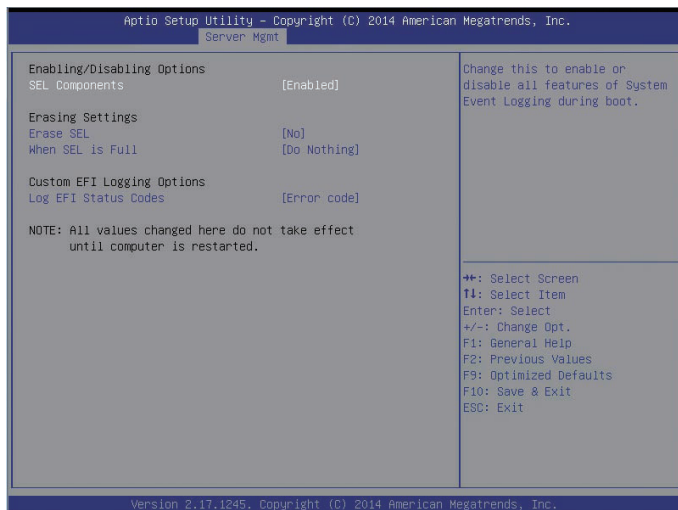 Aptio Setup Utility – Copyright (C) 2014 American Megatrends, Inc.
Server Mgmt
Enabling/Disabling Options
SEL Components [Enabled]
Erasing Settings
Erase SEL [No]
When SEL is Full [Do Nothing]
Custom EFI Logging Options
Log EFI Status Codes [Error code]
NOTE: All values changed here do not take effect
until computer is restarted.
Change this to enable or
disable all features of System
Event Logging during boot.
→←: Select Screen
↑↓: Select Item
Enter: Select
+/-: Change Opt.
F1: General Help
F2: Previous Values
F9: Optimized Defaults
F10: Save & Exit
ESC: Exit
Version 2.17.1245. Copyright (C) 2014 American Megatrends, Inc.